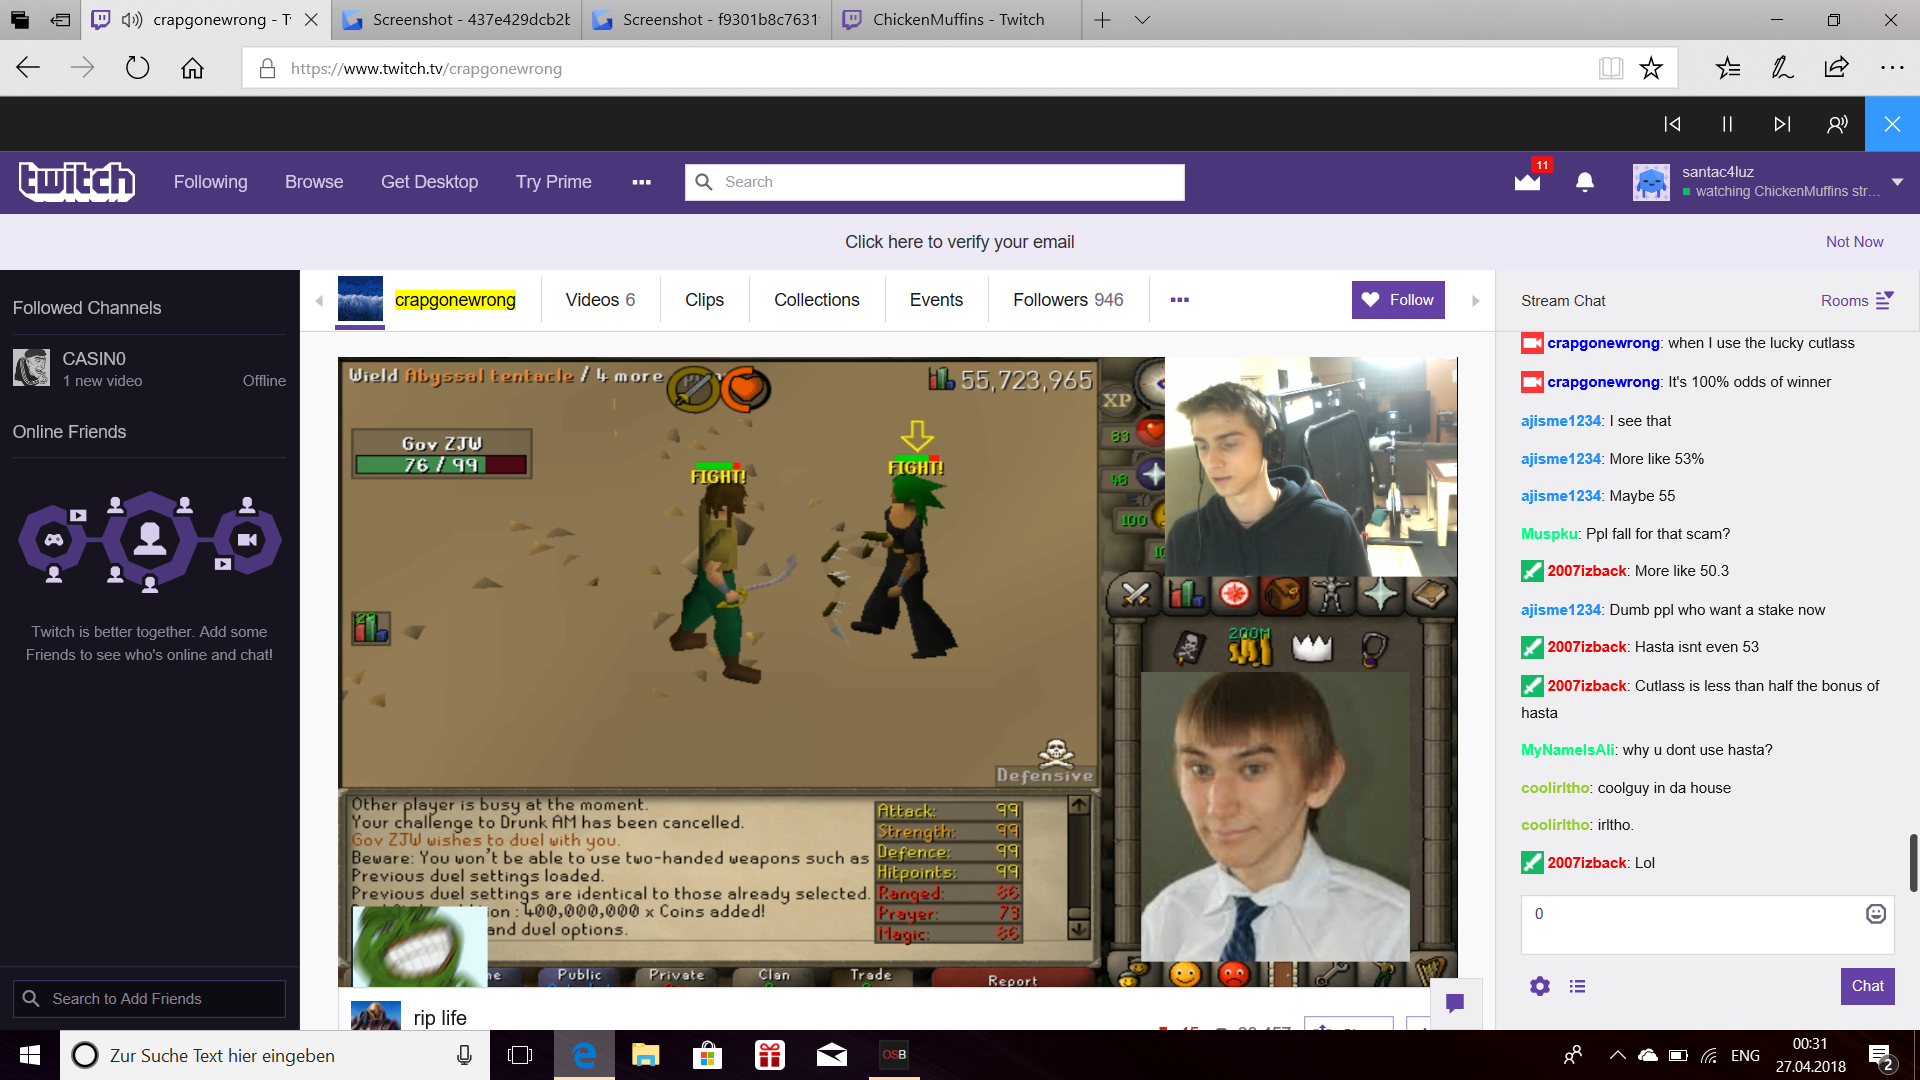 crapgonewrong - T
Screenshot - 437e429dcb2b
Screenshot - f9301b8c7631
ChickenMuffins - Twitch
https://www.twitch.tv/crapgonewrong
twitch
Following
Browse
Get Desktop
Try Prime
Search
11
santac4luz
watching ChickenMuffins str...
Click here to verify your email
Not Now
Followed Channels
CASIN0
1 new video
Offline
Online Friends
Twitch is better together. Add some
Friends to see who's online and chat!
Search to Add Friends
crapgonewrong
Videos 6
Clips
Collections
Events
Followers 946
Follow
Wield Abyssal tentacle / 4 more
55,723,965
XP
Gov ZJW
76 / 99
FIGHT!
FIGHT!
83
48
100
200M
Defensive
Other player is busy at the moment.
Your challenge to Drunk AM has been cancelled.
Gov ZJW wishes to duel with you.
Beware: You won't be able to use two-handed weapons such as
Previous duel settings loaded.
Previous duel settings are identical to those already selected.
: 400,000,000 x Coins added!
and duel options.
Attack: 99
Strength: 99
Defence: 99
Hitpoints: 99
Ranged: 86
Prayer: 73
Magic: 86
Public
Private
Clan
Trade
Report
rip life
Stream Chat
Rooms
crapgonewrong: when I use the lucky cutlass
crapgonewrong: It's 100% odds of winner
ajisme1234: I see that
ajisme1234: More like 53%
ajisme1234: Maybe 55
Muspku: Ppl fall for that scam?
2007izback: More like 50.3
ajisme1234: Dumb ppl who want a stake now
2007izback: Hasta isnt even 53
2007izback: Cutlass is less than half the bonus of
hasta
MyNameIsAli: why u dont use hasta?
coolirltho: coolguy in da house
coolirltho: irltho.
2007izback: Lol
0
Chat
Zur Suche Text hier eingeben
OSB
ENG
00:31
27.04.2018
2